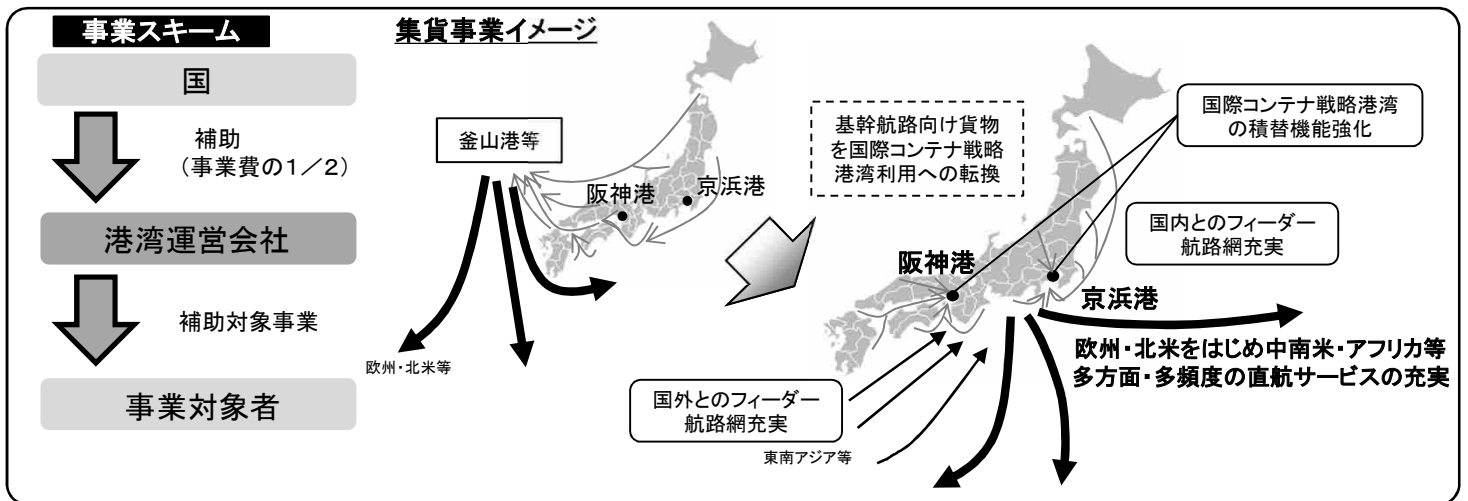 事業スキーム
国
補助
(事業費の1/2)
港湾運営会社
補助対象事業
事業対象者
集貨事業イメージ
釜山港等
阪神港
京浜港
欧州・北米等
基幹航路向け貨物
を国際コンテナ戦略
港湾利用への転換
国際コンテナ戦略港湾
の積替機能強化
国内とのフィーダー
航路網充実
阪神港
京浜港
欧州・北米をはじめ中南米・アフリカ等
多方面・多頻度の直航サービスの充実
国外とのフィーダー
航路網充実
東南アジア等